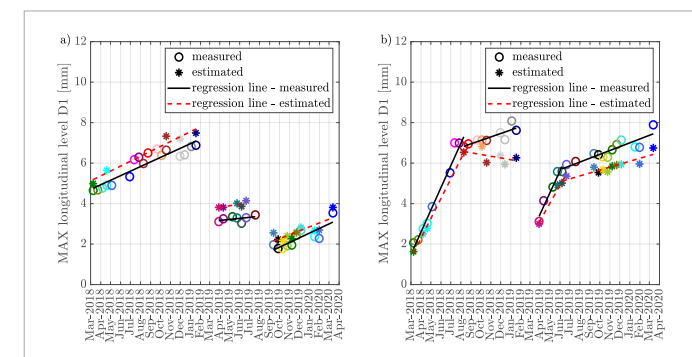 a)
MAX longitudinal level D1 [mm]
12
10
8
6
4
2
0
measured
estimated
regression line - measured
regression line - estimated
Mar-2018
Apr-2018
May-2018
Jun-2018
Jul-2018
Aug-2018
Sep-2018
Oct-2018
Nov-2018
Dec-2018
Jan-2019
Feb-2019
Mar-2019
Apr-2019
May-2019
Jun-2019
Jul-2019
Aug-2019
Sep-2019
Oct-2019
Nov-2019
Dec-2019
Jan-2020
Feb-2020
Mar-2020
Apr-2020
b)
MAX longitudinal level D1 [mm]
12
10
8
6
4
2
0
measured
estimated
regression line - measured
regression line - estimated
Mar-2018
Apr-2018
May-2018
Jun-2018
Jul-2018
Aug-2018
Sep-2018
Oct-2018
Nov-2018
Dec-2018
Jan-2019
Feb-2019
Mar-2019
Apr-2019
May-2019
Jun-2019
Jul-2019
Aug-2019
Sep-2019
Oct-2019
Nov-2019
Dec-2019
Jan-2020
Feb-2020
Mar-2020
Apr-2020